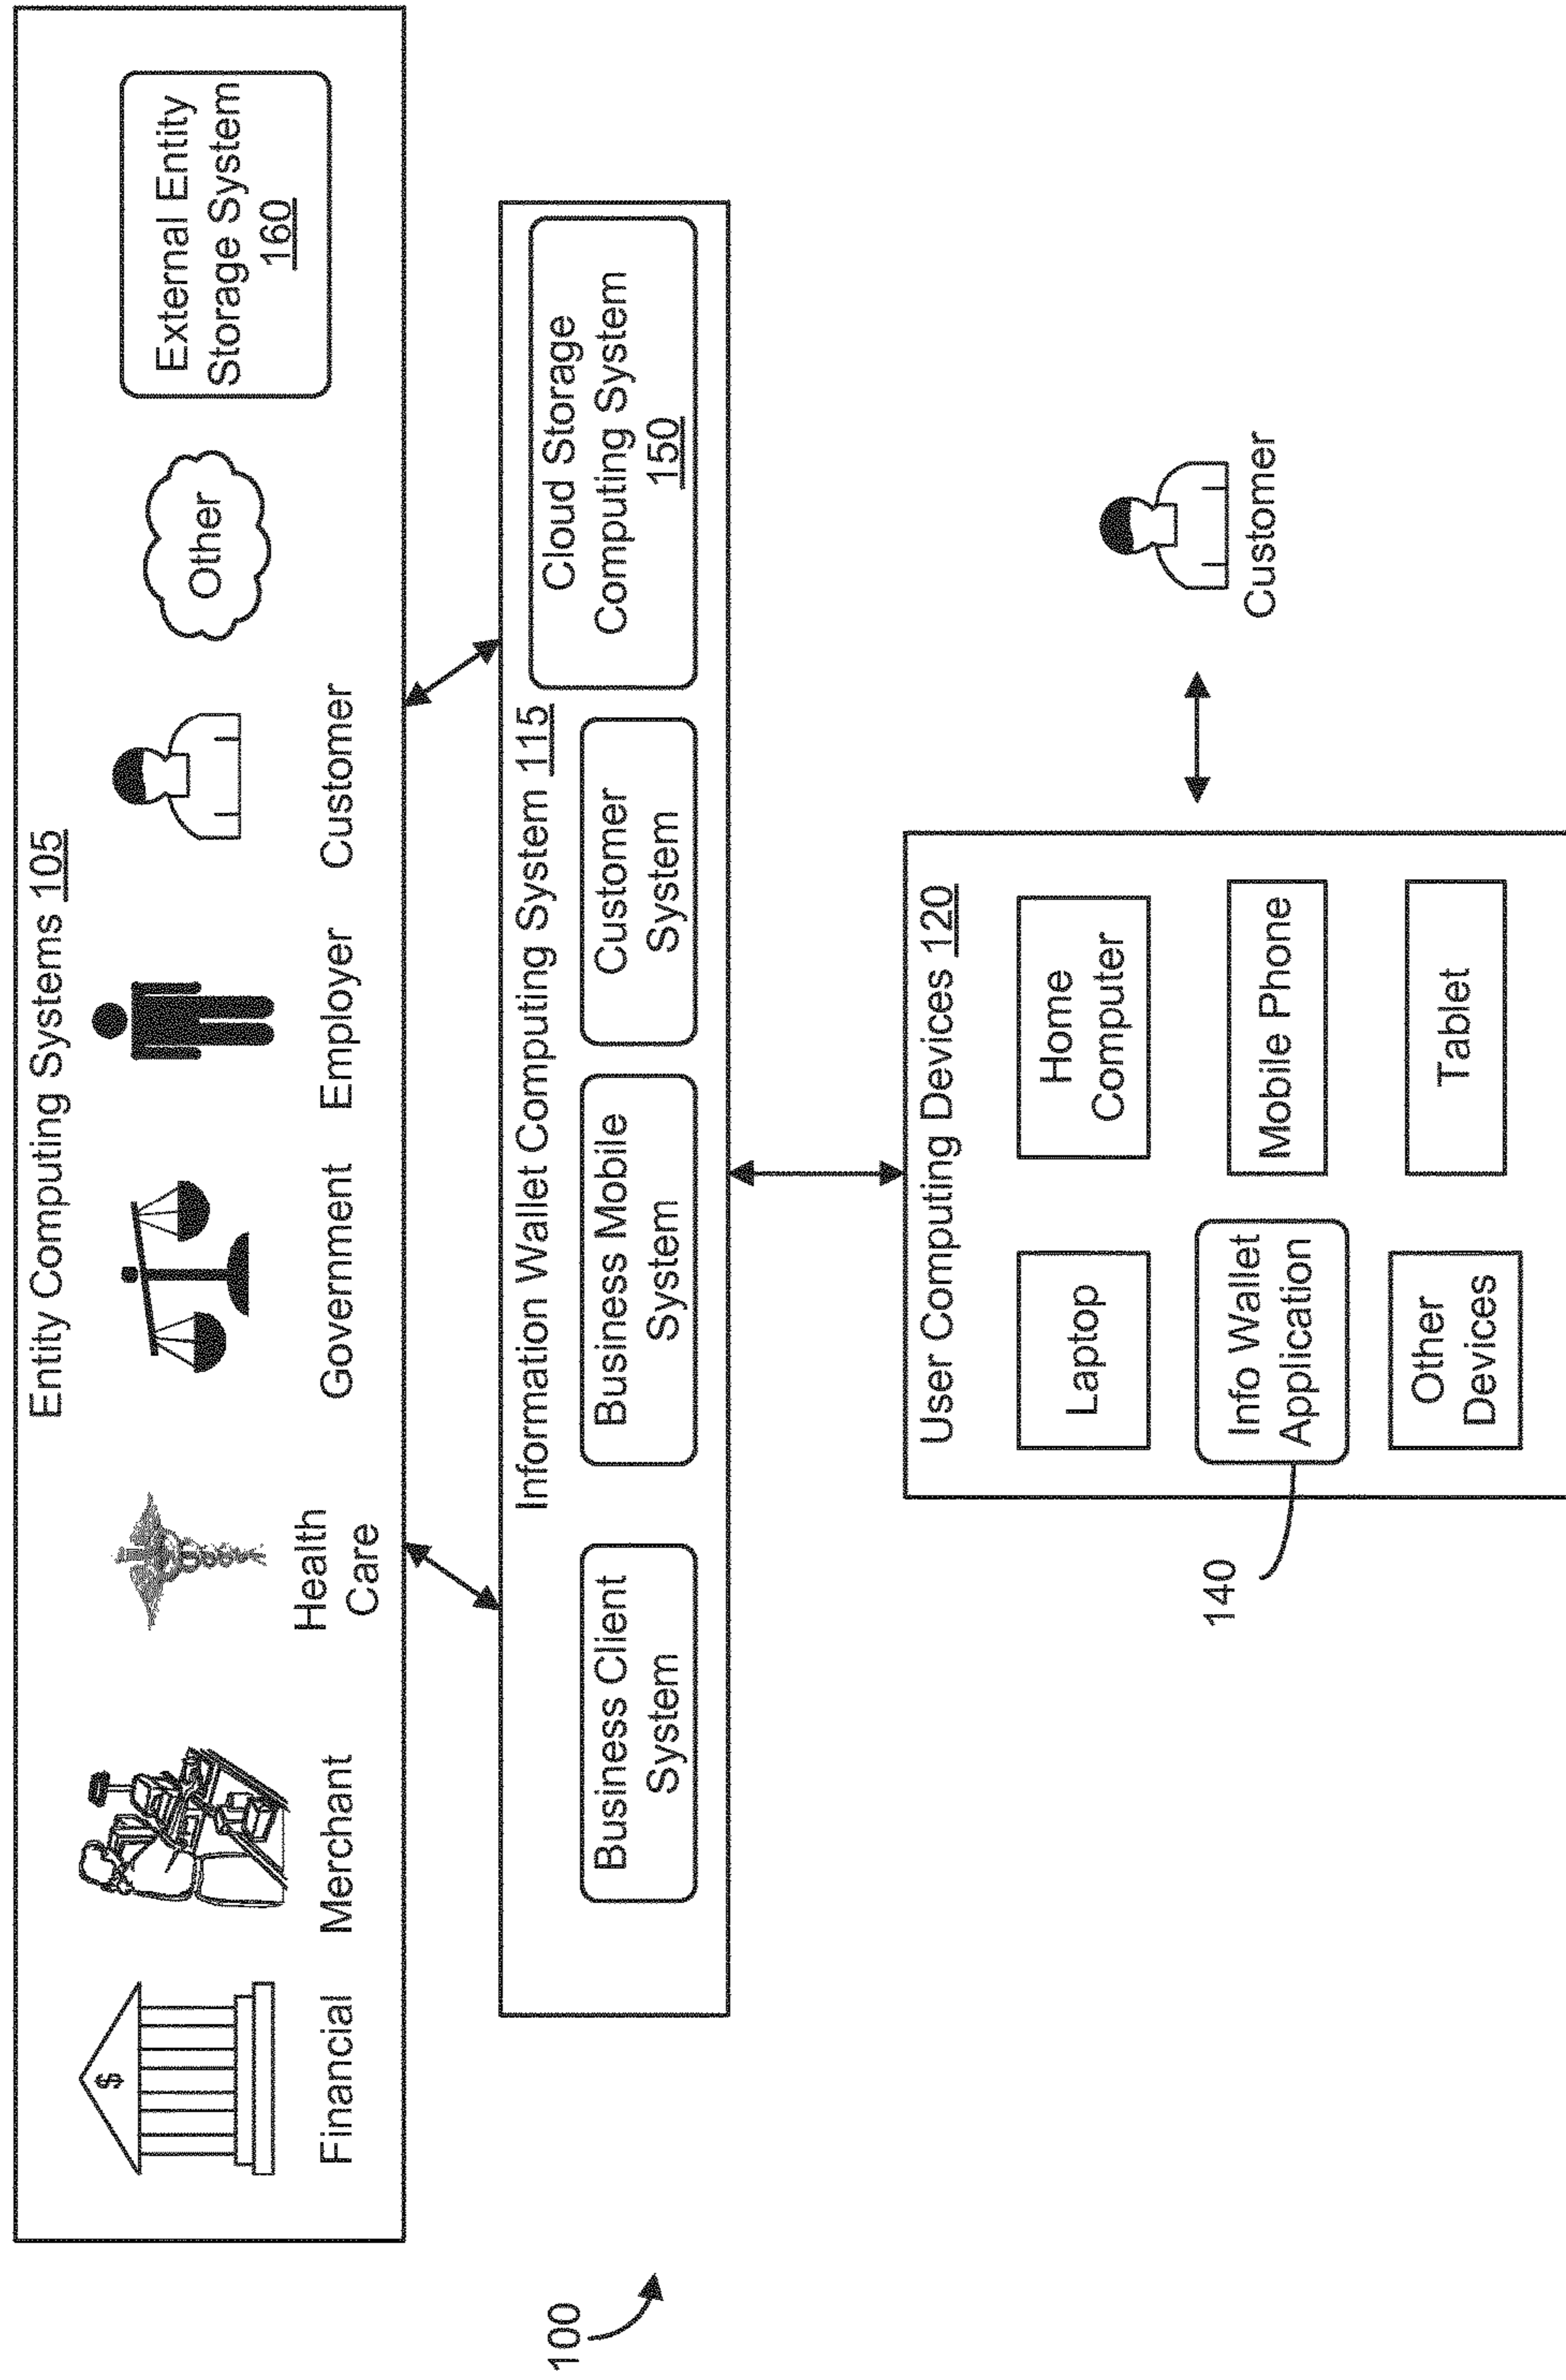 Entity Computing Systems 105
$
Financial
Merchant
Health
Care
Government
Employer
Customer
Other
External Entity
Storage System
160
Information Wallet Computing System 115
Business Client
System
Business Mobile
System
Customer
System
Cloud Storage
Computing System
150
User Computing Devices 120
Laptop
Home
Computer
Info Wallet
Application
Mobile Phone
Other
Devices
Tablet
Customer
140
100